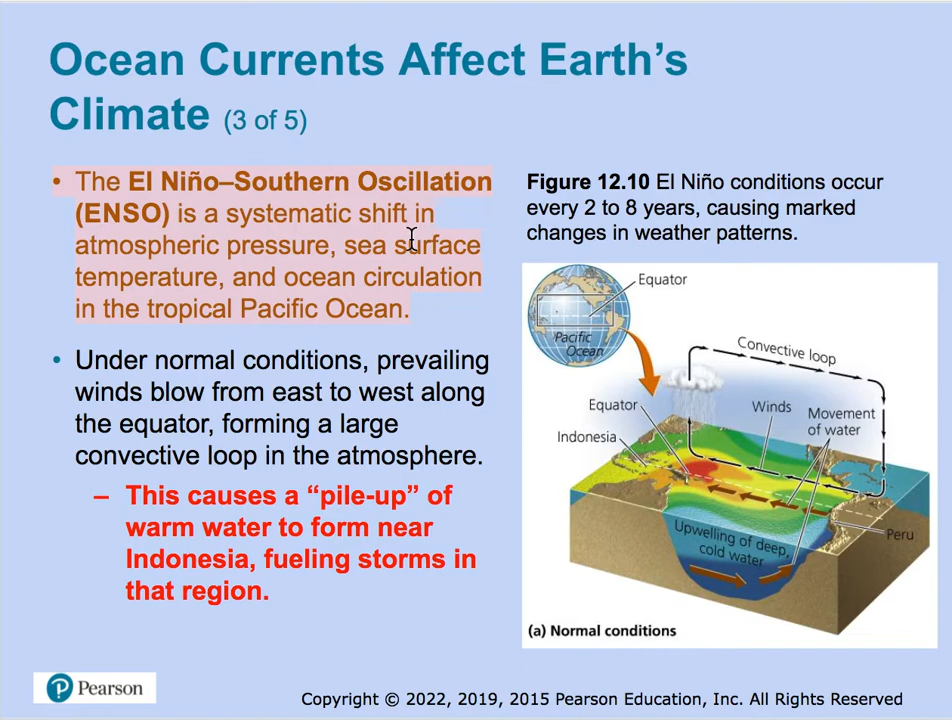 Ocean Currents Affect Earth's
Climate (3 of 5)
• The El Niño–Southern Oscillation
(ENSO) is a systematic shift in
atmospheric pressure, sea surface
temperature, and ocean circulation
in the tropical Pacific Ocean.
• Under normal conditions, prevailing
winds blow from east to west along
the equator, forming a large
convective loop in the atmosphere.
– This causes a “pile-up” of
warm water to form near
Indonesia, fueling storms in
that region.
Figure 12.10 El Niño conditions occur
every 2 to 8 years, causing marked
changes in weather patterns.
Equator
Pacific
Ocean
Convective loop
Equator
Winds
Movement
of water
Indonesia
Upwelling of deep,
cold water
Peru
(a) Normal conditions
Pearson
Copyright © 2022, 2019, 2015 Pearson Education, Inc. All Rights Reserved